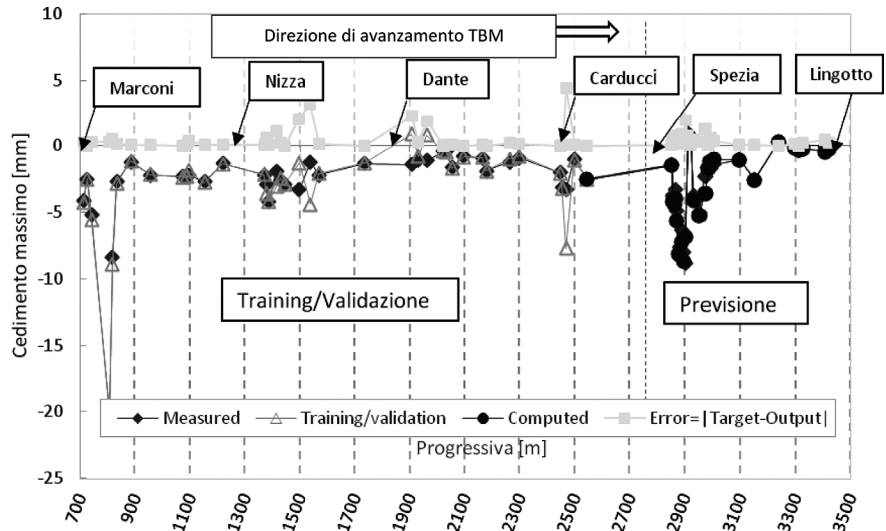 10
Direzione di avanzamento TBM
5
Marconi
Nizza
Dante
Carducci
Spezia
Lingotto
0
Cedimento massimo [mm]
-5
-10
Training/Validazione
Previsione
-15
-20
Measured
Training/validation
Computed
Error=|Target-Output|
Progressiva [m]
-25
700
900
1100
1300
1500
1700
1900
2100
2300
2500
2700
2900
3100
3300
3500